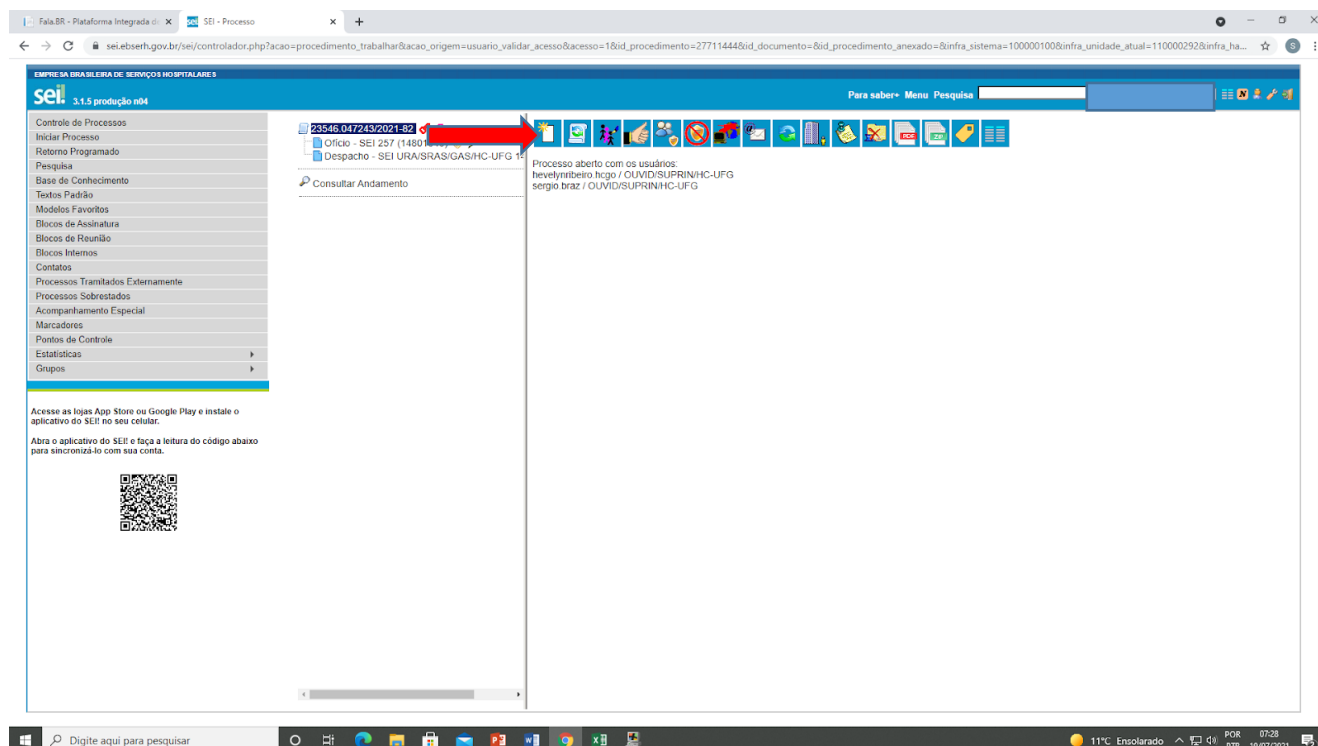 Fala.BR - Plataforma Integrada de
SEI - Processo
sei.ebserh.gov.br/sei/controlador.php?acao=procedimento_trabalhar&acao_origem=usuario_validar_acesso&acesso=1&id_procedimento=27711444&id_documento=&id_procedimento_anexado=&infra_sistema=100000100&infra_unidade_atual=110000292&infra_ha...
S
EMPRESA BRASILEIRA DE SERVIÇOS HOSPITALARES
sei! 3.1.5 produção n04
Para saber+ Menu Pesquisa
N
Controle de Processos
Iniciar Processo
Retorno Programado
Pesquisa
Base de Conhecimento
Textos Padrão
Modelos Favoritos
Blocos de Assinatura
Blocos de Reunião
Blocos Internos
Contatos
Processos Tramitados Externamente
Processos Sobrestados
Acompanhamento Especial
Marcadores
Pontos de Controle
Estatísticas
Grupos
Acesse as lojas App Store ou Google Play e instale o
aplicativo do SEI! no seu celular.
Abra o aplicativo do SEI! e faça a leitura do código abaixo
para sincronizá-lo com sua conta.
23546.047243/2021-82
Ofício - SEI 257
Despacho - SEI URA/SRAS/GAS/HC-UFG
Consultar Andamento
PDF
ZIP
Processo aberto com os usuários:
hevelynribeiro.hcgo / OUVID/SUPRIN/HC-UFG
sergio.braz / OUVID/SUPRIN/HC-UFG
Digite aqui para pesquisar
11°C Ensolarado
POR
07:28
PTB
19/07/2021